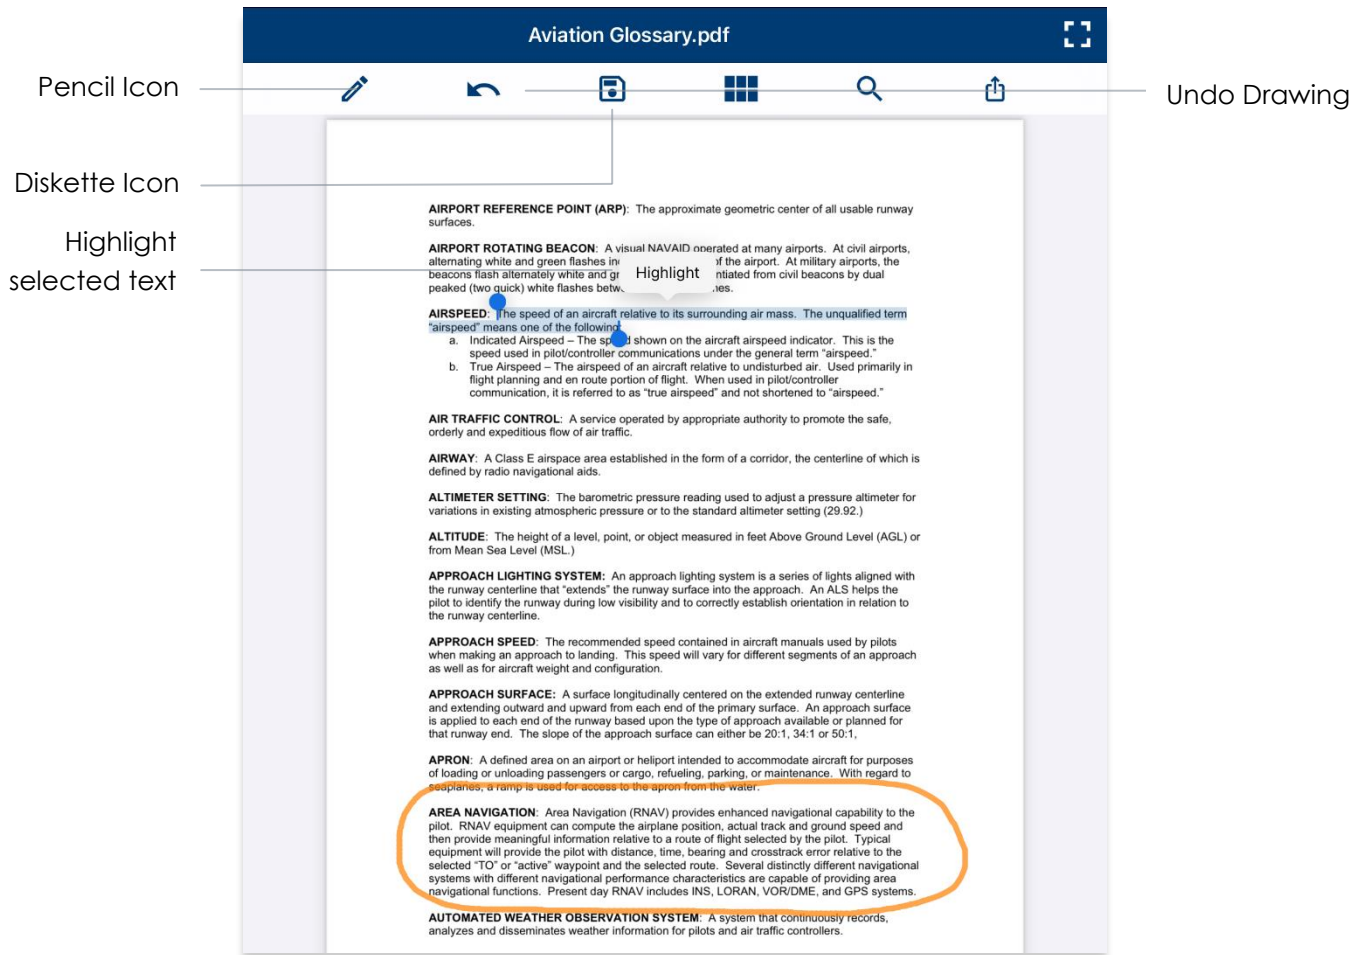 Aviation Glossary.pdf
Pencil Icon
Undo Drawing
Diskette Icon
Highlight
selected text
AIRPORT REFERENCE POINT (ARP): The approximate geometric center of all usable runway
surfaces.
AIRPORT ROTATING BEACON: A visual NAVAID operated at many airports. At civil airports,
alternating white and green flashes in of the airport. At military airports, the
beacons flash alternately white and gr ntiated from civil beacons by dual
peaked (two quick) white flashes betw nes.
Highlight
AIRSPEED: The speed of an aircraft relative to its surrounding air mass. The unqualified term
“airspeed” means one of the following:
a. Indicated Airspeed – The sp d shown on the aircraft airspeed indicator. This is the
speed used in pilot/controller communications under the general term “airspeed.”
b. True Airspeed – The airspeed of an aircraft relative to undisturbed air. Used primarily in
flight planning and en route portion of flight. When used in pilot/controller
communication, it is referred to as “true airspeed” and not shortened to “airspeed.”
AIR TRAFFIC CONTROL: A service operated by appropriate authority to promote the safe,
orderly and expeditious flow of air traffic.
AIRWAY: A Class E airspace area established in the form of a corridor, the centerline of which is
defined by radio navigational aids.
ALTIMETER SETTING: The barometric pressure reading used to adjust a pressure altimeter for
variations in existing atmospheric pressure or to the standard altimeter setting (29.92.)
ALTITUDE: The height of a level, point, or object measured in feet Above Ground Level (AGL) or
from Mean Sea Level (MSL.)
APPROACH LIGHTING SYSTEM: An approach lighting system is a series of lights aligned with
the runway centerline that “extends” the runway surface into the approach. An ALS helps the
pilot to identify the runway during low visibility and to correctly establish orientation in relation to
the runway centerline.
APPROACH SPEED: The recommended speed contained in aircraft manuals used by pilots
when making an approach to landing. This speed will vary for different segments of an approach
as well as for aircraft weight and configuration.
APPROACH SURFACE: A surface longitudinally centered on the extended runway centerline
and extending outward and upward from each end of the primary surface. An approach surface
is applied to each end of the runway based upon the type of approach available or planned for
that runway end. The slope of the approach surface can either be 20:1, 34:1 or 50:1,
APRON: A defined area on an airport or heliport intended to accommodate aircraft for purposes
of loading or unloading passengers or cargo, refueling, parking, or maintenance. With regard to
seaplanes, a ramp is used for access to the apron from the water.
AREA NAVIGATION: Area Navigation (RNAV) provides enhanced navigational capability to the
pilot. RNAV equipment can compute the airplane position, actual track and ground speed and
then provide meaningful information relative to a route of flight selected by the pilot. Typical
equipment will provide the pilot with distance, time, bearing and crosstrack error relative to the
selected “TO” or “active” waypoint and the selected route. Several distinctly different navigational
systems with different navigational performance characteristics are capable of providing area
navigational functions. Present day RNAV includes INS, LORAN, VOR/DME, and GPS systems.
AUTOMATED WEATHER OBSERVATION SYSTEM: A system that continuously records,
analyzes and disseminates weather information for pilots and air traffic controllers.